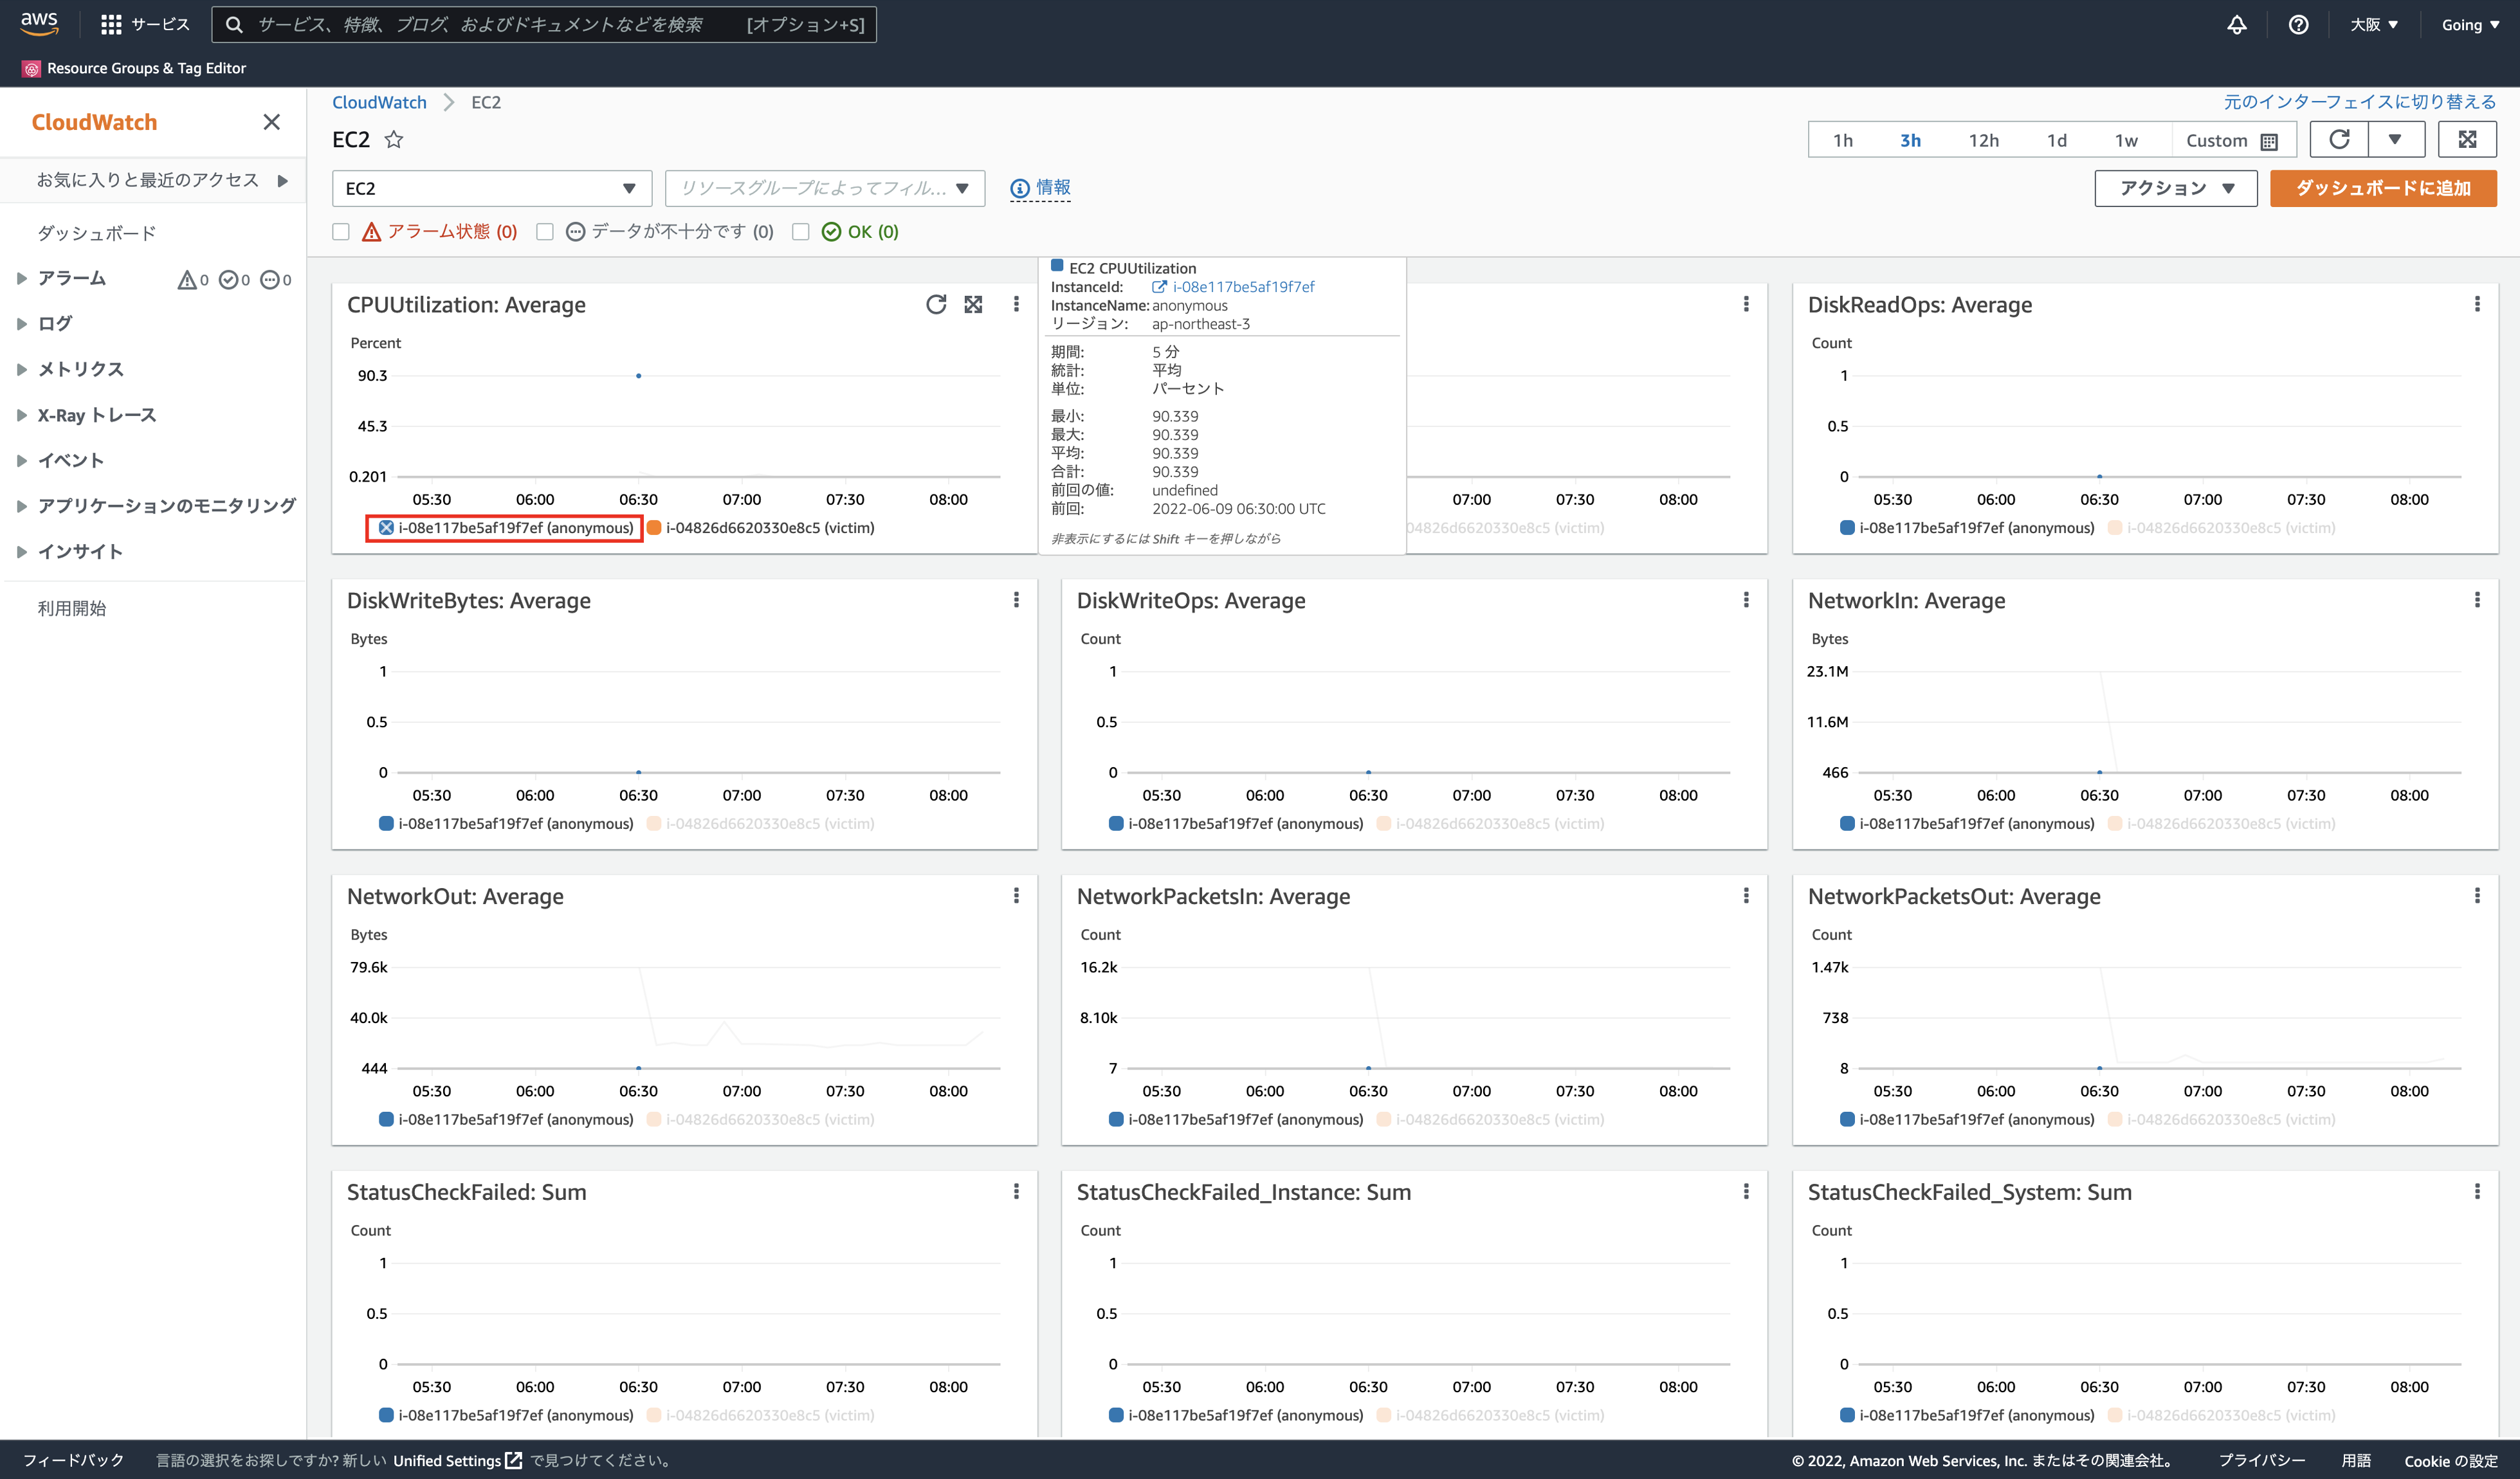 aws サービス サービス、特徴、ブログ、およびドキュメントなどを検索 [オプション+S] 大阪 ▼ Going ▼
Resource Groups & Tag Editor
CloudWatch
お気に入りと最近のアクセス
ダッシュボード
アラーム 0 0 0
ログ
メトリクス
X-Ray トレース
イベント
アプリケーションのモニタリング
インサイト
利用開始
CloudWatch EC2
元のインターフェイスに切り替える
EC2
1h 3h 12h 1d 1w Custom
EC2 リソースグループによってフィル... 情報
アクション ダッシュボードに追加
アラーム状態 (0) データが不十分です (0) OK (0)
CPUUtilization: Average
Percent
90.3
45.3
0.201
05:30 06:00 06:30 07:00 07:30 08:00
i-08e117be5af19f7ef (anonymous) i-04826d6620330e8c5 (victim)
EC2 CPUUtilization
InstanceId: i-08e117be5af19f7ef
InstanceName: anonymous
リージョン: ap-northeast-3
期間: 5 分
統計: 平均
単位: パーセント
最小: 90.339
最大: 90.339
平均: 90.339
合計: 90.339
前回の値: undefined
前回: 2022-06-09 06:30:00 UTC
非表示にするには Shift キーを押しながら
07:00 07:30 08:00
04826d6620330e8c5 (victim)
DiskReadOps: Average
Count
1
0.5
0
05:30 06:00 06:30 07:00 07:30 08:00
i-08e117be5af19f7ef (anonymous) i-04826d6620330e8c5 (victim)
DiskWriteBytes: Average
Bytes
1
0.5
0
05:30 06:00 06:30 07:00 07:30 08:00
i-08e117be5af19f7ef (anonymous) i-04826d6620330e8c5 (victim)
DiskWriteOps: Average
Count
1
0.5
0
05:30 06:00 06:30 07:00 07:30 08:00
i-08e117be5af19f7ef (anonymous) i-04826d6620330e8c5 (victim)
NetworkIn: Average
Bytes
23.1M
11.6M
466
05:30 06:00 06:30 07:00 07:30 08:00
i-08e117be5af19f7ef (anonymous) i-04826d6620330e8c5 (victim)
NetworkOut: Average
Bytes
79.6k
40.0k
444
05:30 06:00 06:30 07:00 07:30 08:00
i-08e117be5af19f7ef (anonymous) i-04826d6620330e8c5 (victim)
NetworkPacketsIn: Average
Count
16.2k
8.10k
7
05:30 06:00 06:30 07:00 07:30 08:00
i-08e117be5af19f7ef (anonymous) i-04826d6620330e8c5 (victim)
NetworkPacketsOut: Average
Count
1.47k
738
8
05:30 06:00 06:30 07:00 07:30 08:00
i-08e117be5af19f7ef (anonymous) i-04826d6620330e8c5 (victim)
StatusCheckFailed: Sum
Count
1
0.5
0
05:30 06:00 06:30 07:00 07:30 08:00
i-08e117be5af19f7ef (anonymous) i-04826d6620330e8c5 (victim)
StatusCheckFailed_Instance: Sum
Count
1
0.5
0
05:30 06:00 06:30 07:00 07:30 08:00
i-08e117be5af19f7ef (anonymous) i-04826d6620330e8c5 (victim)
StatusCheckFailed_System: Sum
Count
1
0.5
0
05:30 06:00 06:30 07:00 07:30 08:00
i-08e117be5af19f7ef (anonymous) i-04826d6620330e8c5 (victim)
フィードバック 言語の選択をお探しですか? 新しい Unified Settings で見つけてください。 © 2022, Amazon Web Services, Inc. またはその関連会社。 プライバシー 用語 Cookie の設定